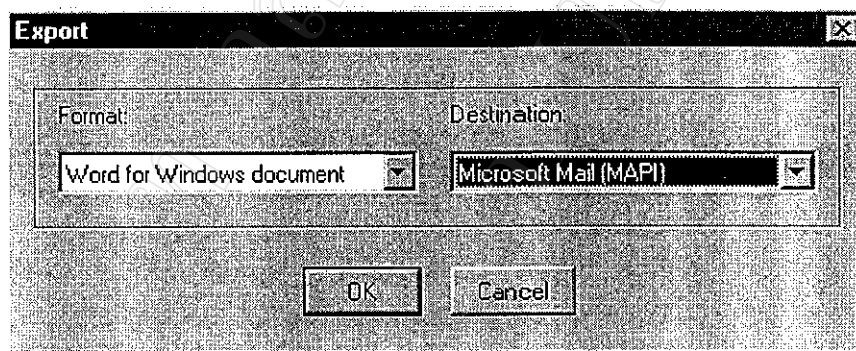 Export
Format:
Destination:
Word for Windows document
Microsoft Mail (MAPI)
OK
Cancel